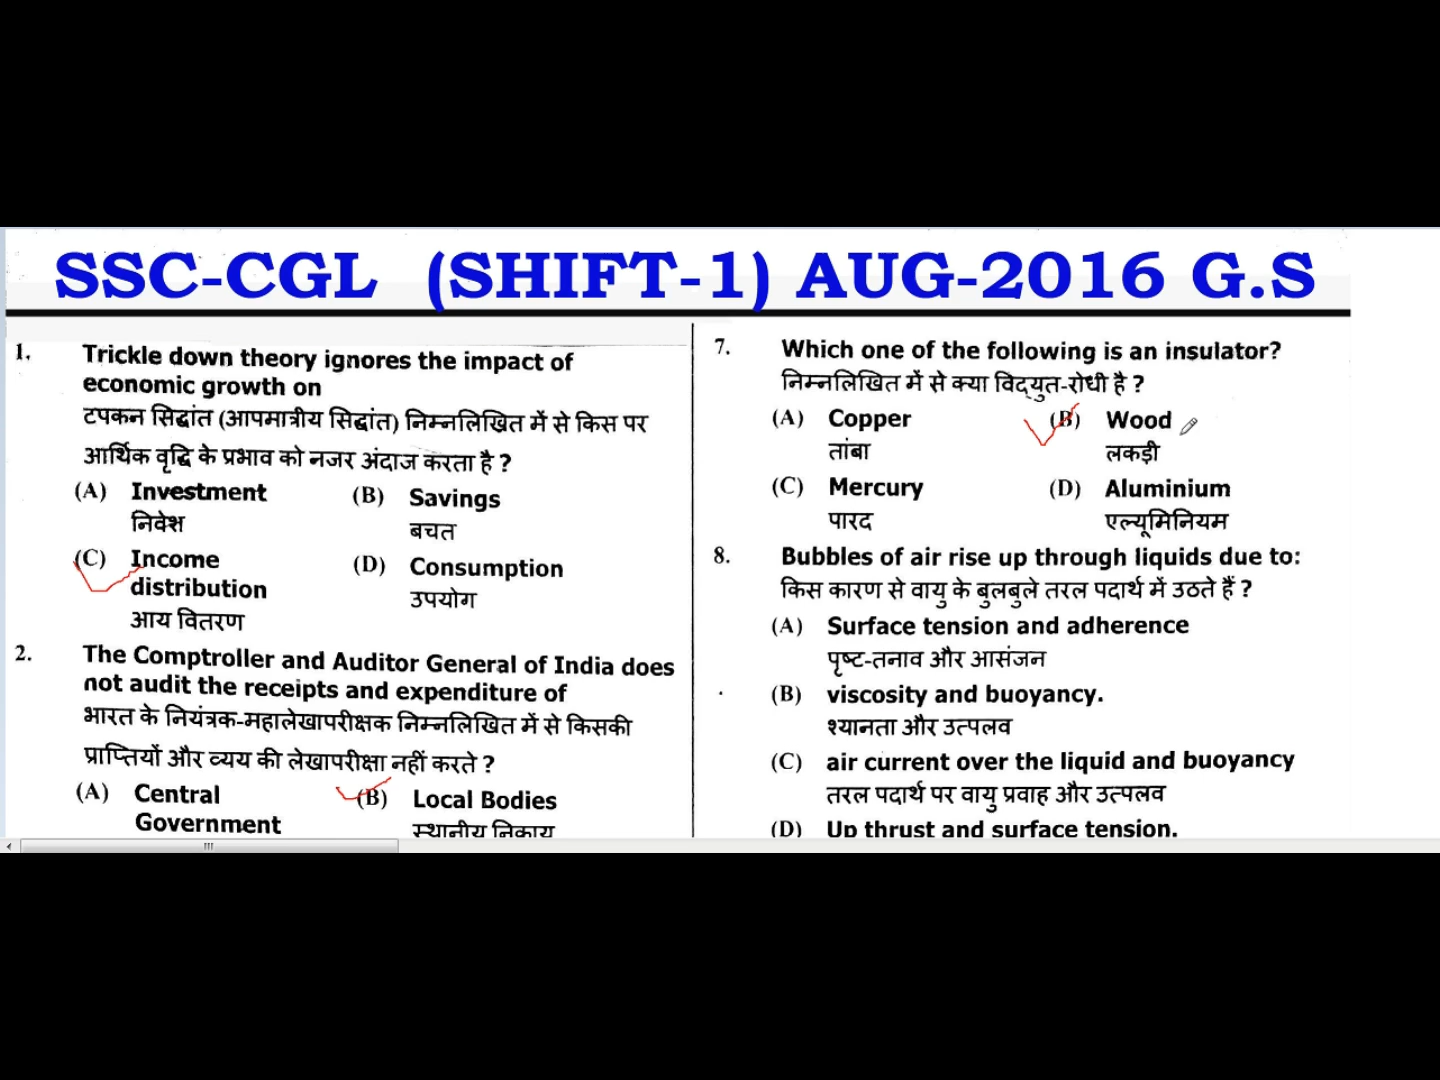 SSC-CGL (SHIFT-1) AUG-2016 G.S
1. Trickle down theory ignores the impact of
economic growth on
टपकन सिद्धांत (आपमात्रीय सिद्धांत) निम्नलिखित में से किस पर
आर्थिक वृद्धि के प्रभाव को नजर अंदाज करता है ?
(A) Investment (B) Savings
निवेश बचत
(C) Income (D) Consumption
distribution उपयोग
आय वितरण
2. The Comptroller and Auditor General of India does
not audit the receipts and expenditure of
भारत के नियंत्रक-महालेखापरीक्षक निम्नलिखित में से किसकी
प्राप्तियों और व्यय की लेखापरीक्षा नहीं करते ?
(A) Central (B) Local Bodies
Government स्थानीय निकाय
7. Which one of the following is an insulator?
निम्नलिखित में से क्या विद्युत-रोधी है ?
(A) Copper (B) Wood
तांबा लकड़ी
(C) Mercury (D) Aluminium
पारद एल्यूमिनियम
8. Bubbles of air rise up through liquids due to:
किस कारण से वायु के बुलबुले तरल पदार्थ में उठते हैं ?
(A) Surface tension and adherence
पृष्ट-तनाव और आसंजन
(B) viscosity and buoyancy.
श्यानता और उत्पलव
(C) air current over the liquid and buoyancy
तरल पदार्थ पर वायु प्रवाह और उत्पलव
(D) Up thrust and surface tension.